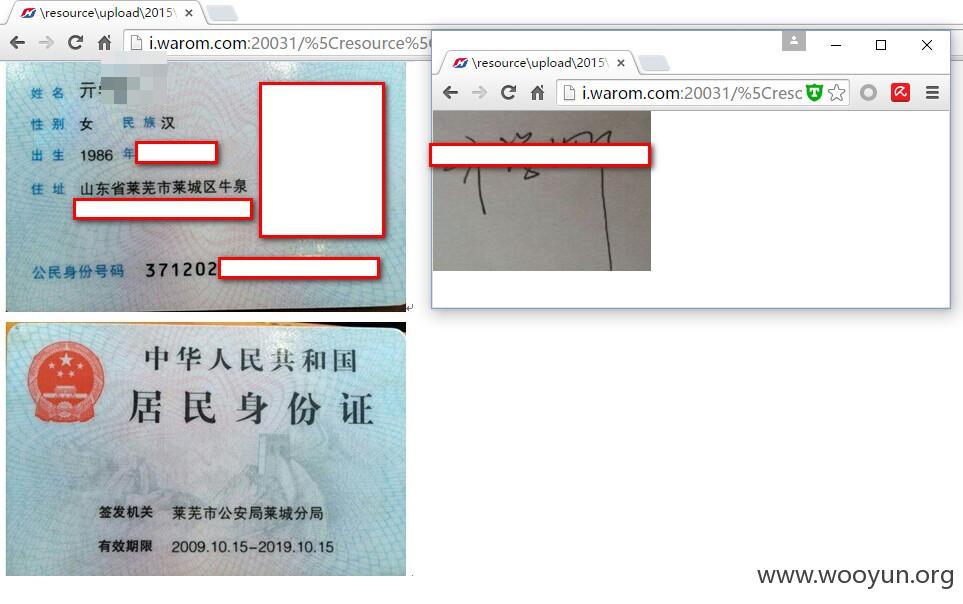 \resource\upload\2015\
i.warom.com:20031/%5Cresource%5C
姓名 亓
性别 女 民族 汉
出生 1986 年
住址 山东省莱芜市莱城区牛泉
公民身份号码 371202
\resource\upload\2015\
i.warom.com:20031/%5Cresc
中华人民共和国
居民身份证
签发机关 莱芜市公安局莱城分局
有效期限 2009.10.15-2019.10.15
www.wooyun.org